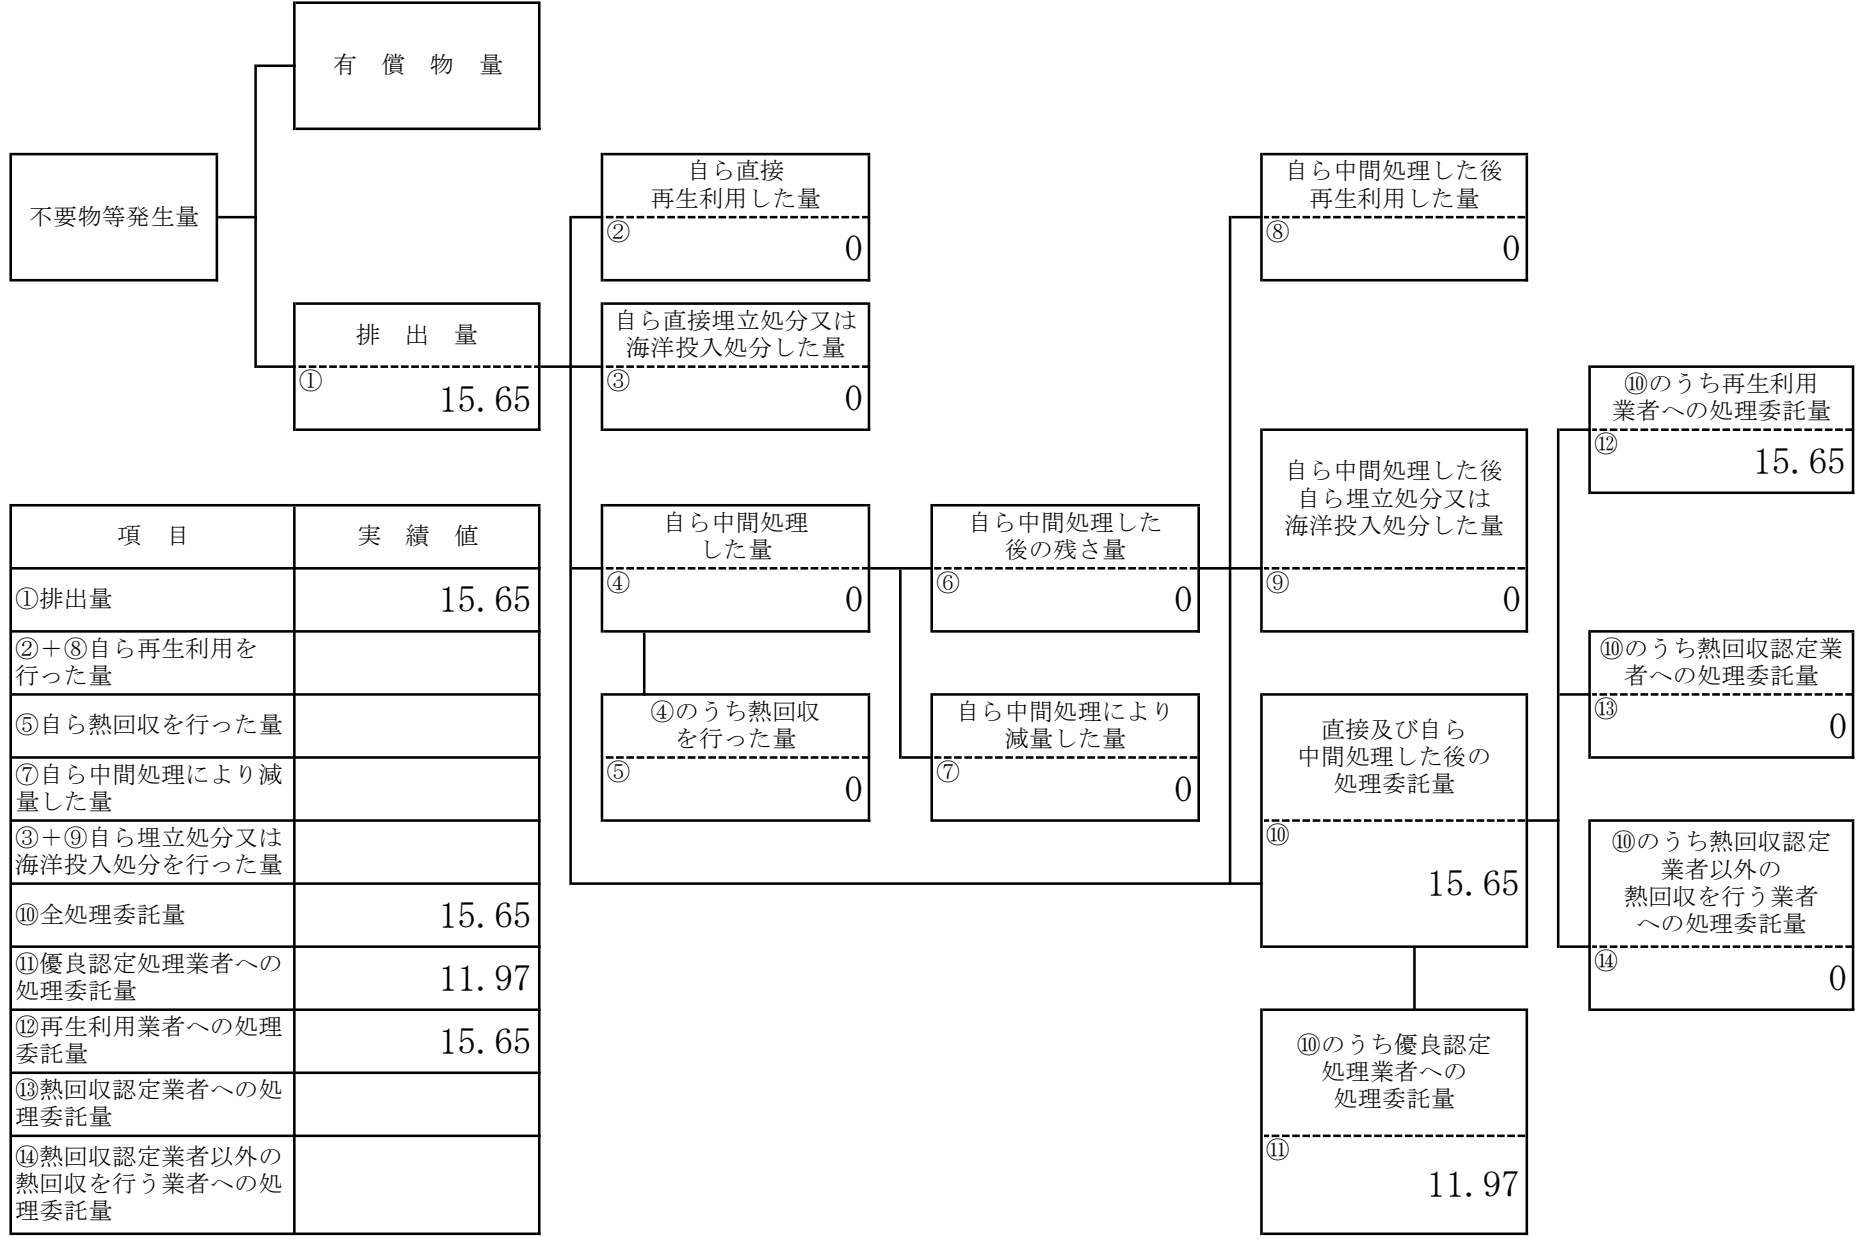 有　償　物　量
不要物等発生量
排　出　量
①
15.65
自ら直接
再生利用した量
②
0
自ら直接埋立処分又は
海洋投入処分した量
③
0
自ら中間処理
した量
④
0
④のうち熱回収
を行った量
⑤
0
自ら中間処理した
後の残さ量
⑥
0
自ら中間処理により
減量した量
⑦
0
自ら中間処理した後
再生利用した量
⑧
0
自ら中間処理した後
自ら埋立処分又は
海洋投入処分した量
⑨
0
直接及び自ら
中間処理した後の
処理委託量
⑩
15.65
⑩のうち優良認定
処理業者への
処理委託量
⑪
11.97
⑩のうち再生利用
業者への処理委託量
⑫
15.65
⑩のうち熱回収認定業
者への処理委託量
⑬
0
⑩のうち熱回収認定
業者以外の
熱回収を行う業者
への処理委託量
⑭
0
項　目
実　績　値
①排出量
15.65
②＋⑧自ら再生利用を
行った量
⑤自ら熱回収を行った量
⑦自ら中間処理により減
量した量
③＋⑨自ら埋立処分又は
海洋投入処分を行った量
⑩全処理委託量
15.65
⑪優良認定処理業者への
処理委託量
11.97
⑫再生利用業者への処理
委託量
15.65
⑬熱回収認定業者への処
理委託量
⑭熱回収認定業者以外の
熱回収を行う業者への処
理委託量